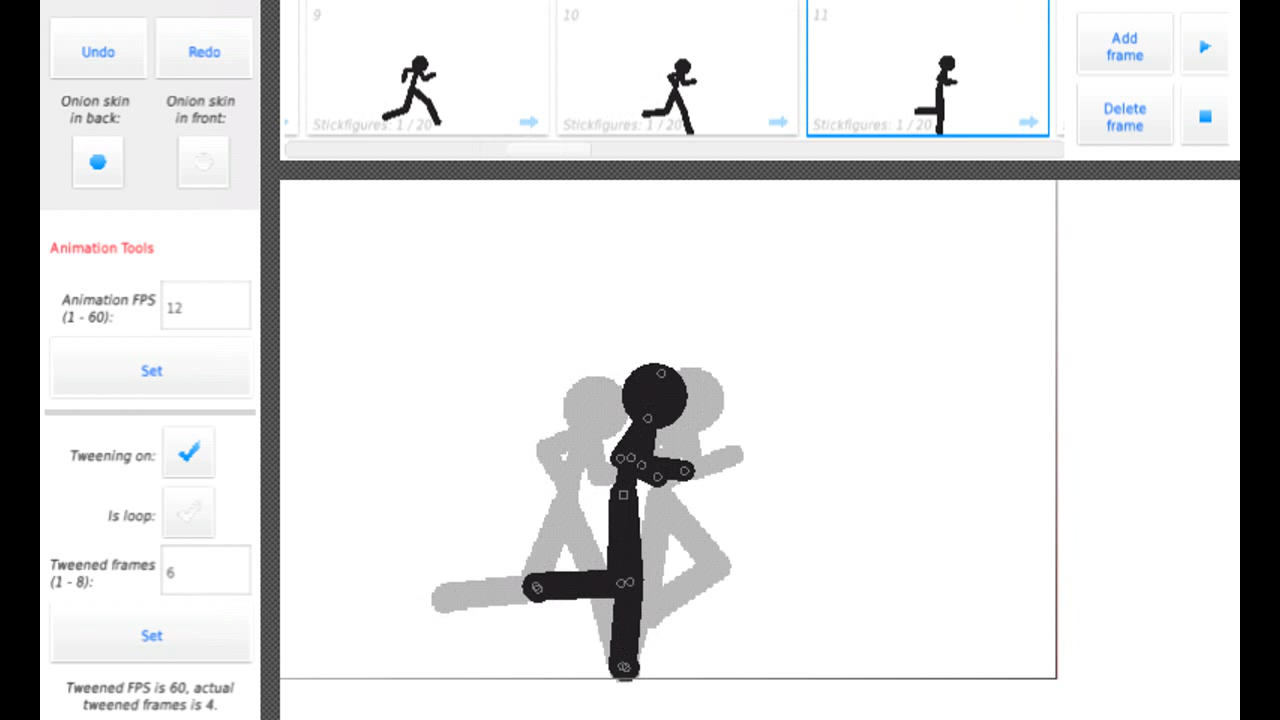 Undo Redo
Onion skin in back:
Onion skin in front:
Animation Tools
Animation FPS (1 - 60):
12
Set
Tweening on:
Is loop:
Tweened frames (1 - 8):
6
Set
Tweened FPS is 60, actual
tweened frames is 4.
9
Stickfigures: 1 / 20
10
Stickfigures: 1 / 20
11
Stickfigures: 1 / 20
Add
frame
Delete
frame